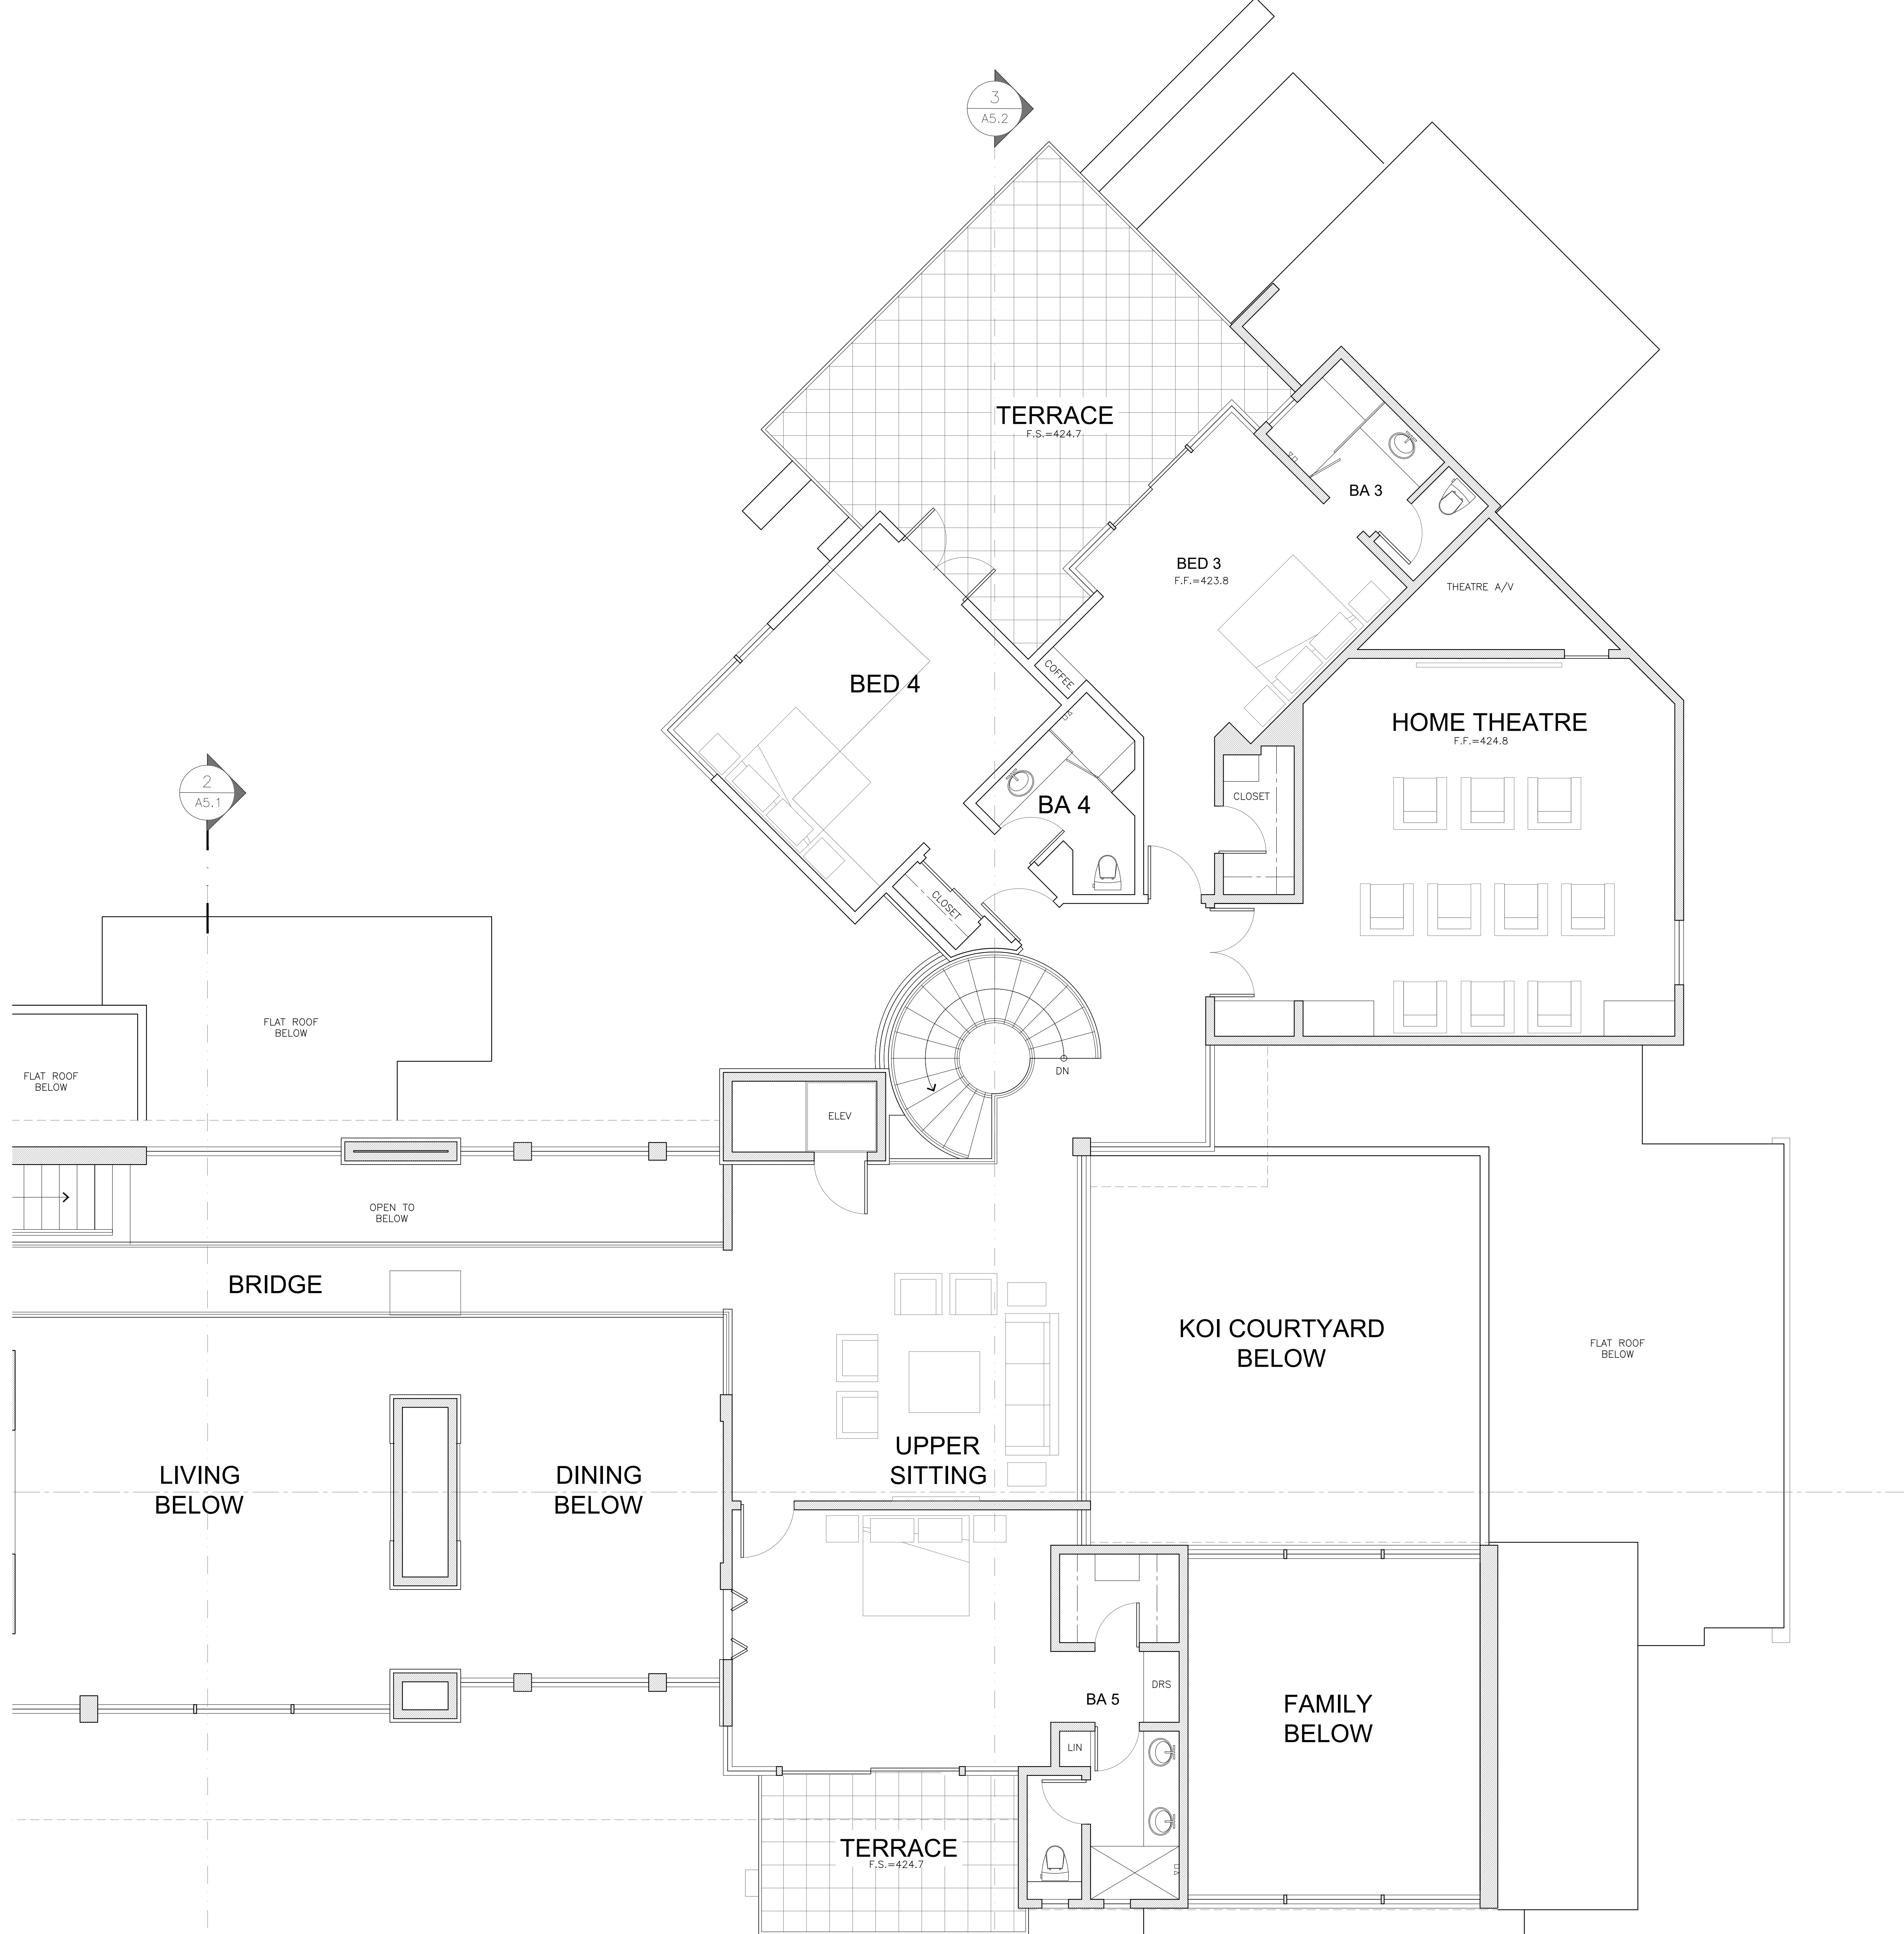 3
A5.2
TERRACE
F.S.=424.7
BA 3
BED 3
F.F.=423.8
THEATRE A/V
COFFEE
BED 4
HOME THEATRE
F.F.=424.8
2
A5.1
CLOSET
BA 4
CLOSET
FLAT ROOF
BELOW
FLAT ROOF
BELOW
DN
ELEV
OPEN TO
BELOW
BRIDGE
KOI COURTYARD
BELOW
FLAT ROOF
BELOW
UPPER
SITTING
LIVING
BELOW
DINING
BELOW
DRS
BA 5
FAMILY
BELOW
LIN
TERRACE
F.S.=424.7